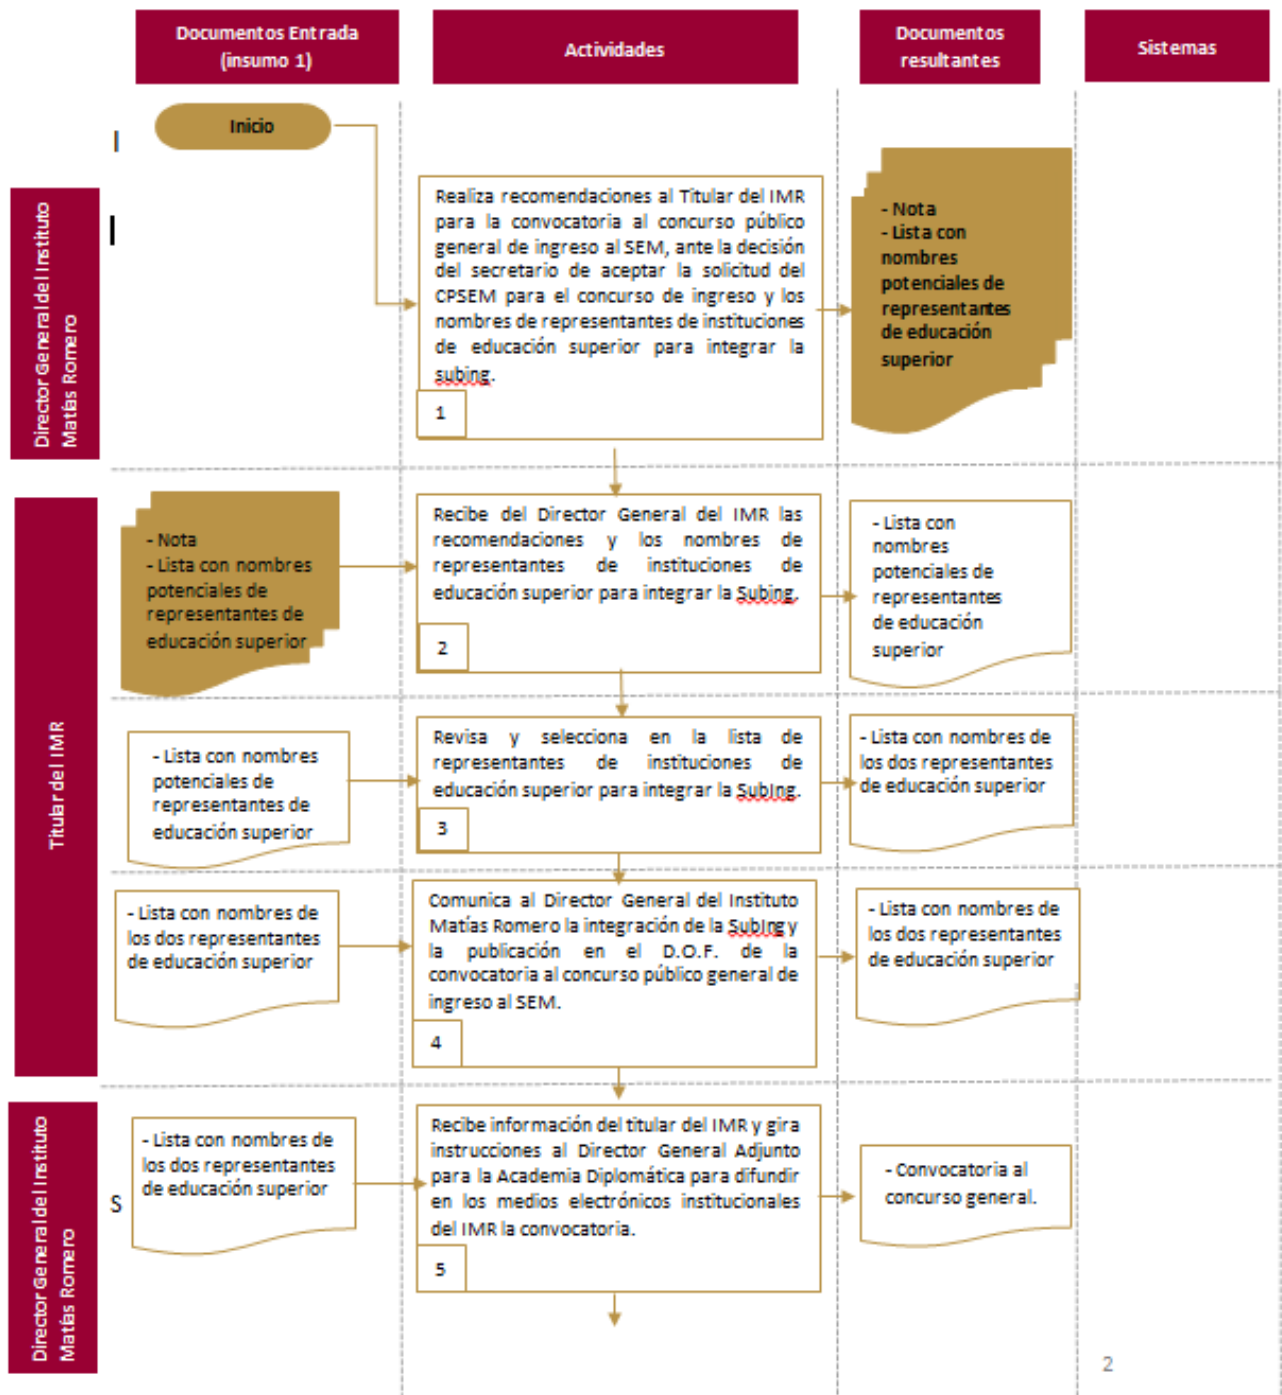 Documentos Entrada
(insumo 1)
Actividades
Documentos
resultantes
Sistemas
Inicio
I
I
Director General del Instituto
Matías Romero
Realiza recomendaciones al Titular del IMR
para la convocatoria al concurso público
general de ingreso al SEM, ante la decisión
del secretario de aceptar la solicitud del
CPSEM para el concurso de ingreso y los
nombres de representantes de instituciones
de educación superior para integrar la
subing.
1
- Nota
- Lista con
nombres
potenciales de
representantes
de educación
superior
Titular del IMR
- Nota
- Lista con nombres
potenciales de
representantes de
educación superior
Recibe del Director General del IMR las
recomendaciones y los nombres de
representantes de instituciones de
educación superior para integrar la Subing.
2
- Lista con
nombres
potenciales de
representantes
de educación
superior
- Lista con nombres
potenciales de
representantes de
educación superior
Revisa y selecciona en la lista de
representantes de instituciones de
educación superior para integrar la SubIng.
3
- Lista con nombres de
los dos representantes
de educación superior
- Lista con nombres de
los dos representantes
de educación superior
Comunica al Director General del Instituto
Matías Romero la integración de la SubIng y
la publicación en el D.O.F. de la
convocatoria al concurso público general de
ingreso al SEM.
4
- Lista con nombres de
los dos representantes
de educación superior
Director General del Instituto
Matías Romero
S
- Lista con nombres de
los dos representantes
de educación superior
Recibe información del titular del IMR y gira
instrucciones al Director General Adjunto
para la Academia Diplomática para difundir
en los medios electrónicos institucionales
del IMR la convocatoria.
5
- Convocatoria al
concurso general.
2